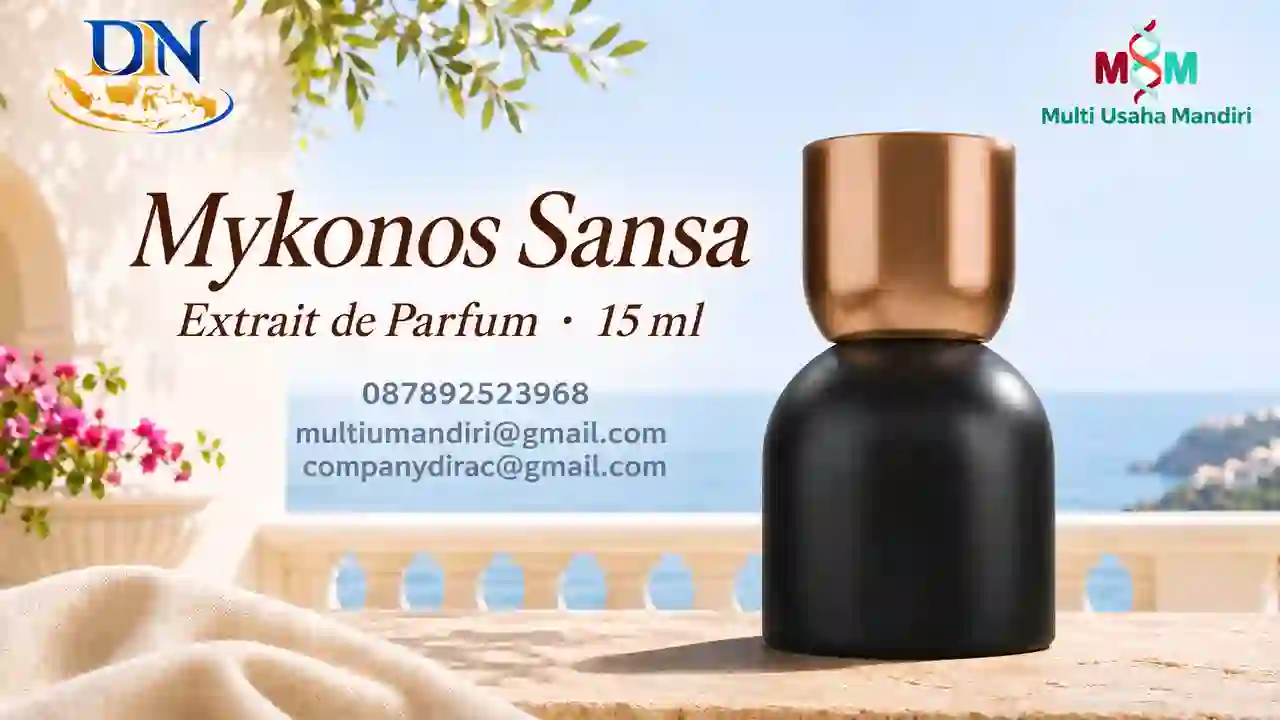 DN
MSM
Multi Usaha Mandiri
Mykonos Sansa
Extrait de Parfum · 15 ml
087892523968
multiumandiri@gmail.com
companydirac@gmail.com